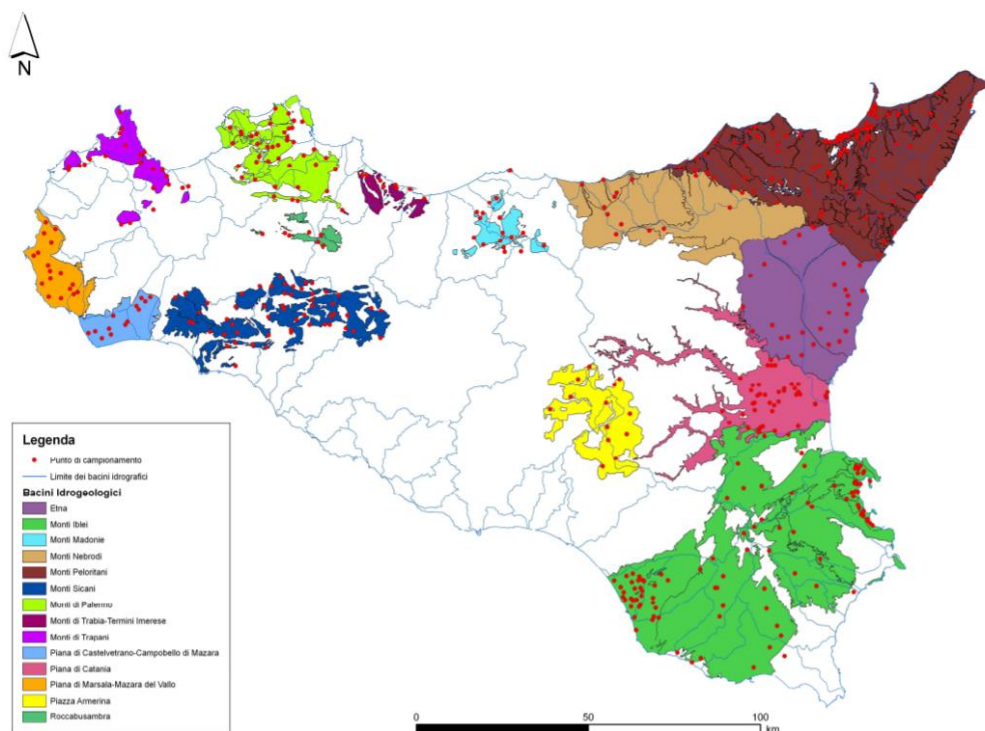 N
Legenda
Punto di campionamento
Limite dei bacini idrografici
Bacini Idrogeologici
Etna
Monti Iblei
Monti Madonie
Monti Nebrodi
Monti Peloritani
Monti Sicani
Monti di Palermo
Monti di Trabia-Termini Imerese
Monti di Trapani
Piana di Castelvetrano-Campobello di Mazara
Piana di Catania
Piana di Marsala-Mazara del Vallo
Piazza Armerina
Roccabusambra
0 50 100
km